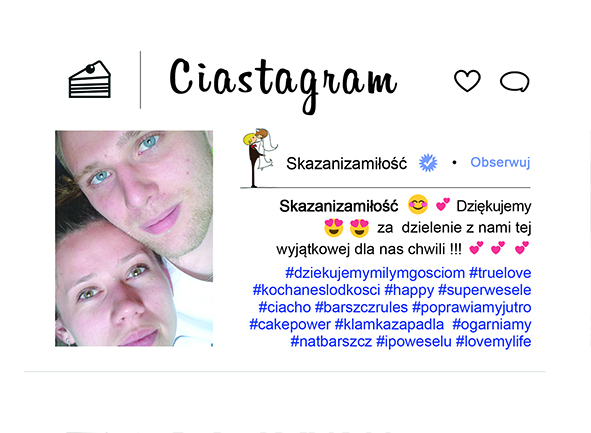 Ciastagram
Skazanizamiłość • Obserwuj
Skazanizamiłość 😊 💕 Dziękujemy
😍 😍 za dzielenie z nami tej
wyjątkowej dla nas chwili !!! 💕 💕 💕
#dziekujemymilymgosciom #truelove
#kochaneslodkosci #happy #superwesele
#ciacho #barszczrules #poprawiamyjutro
#cakepower #klamkazapadla #ogarniamy
#natbarszcz #ipoweselu #lovemylife